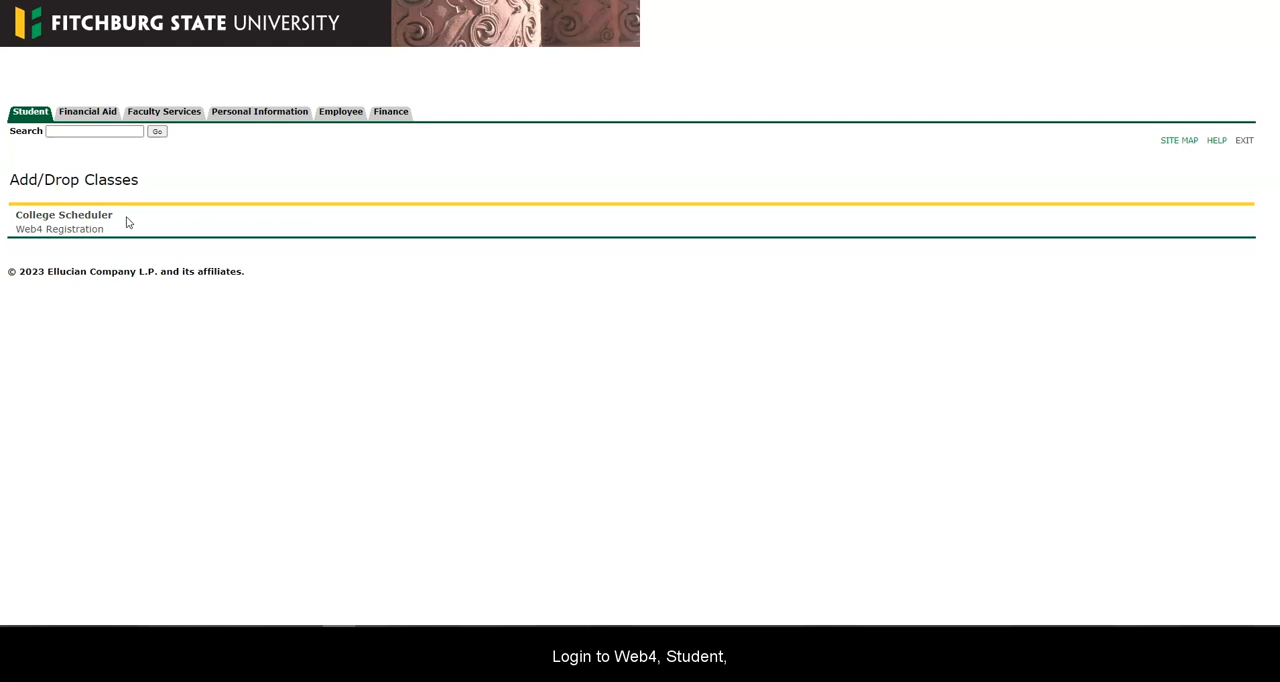 FITCHBURG STATE UNIVERSITY
Student Financial Aid Faculty Services Personal Information Employee Finance
Search Go
SITE MAP HELP EXIT
Add/Drop Classes
College Scheduler
Web4 Registration
© 2023 Ellucian Company L.P. and its affiliates.
Login to Web4, Student,